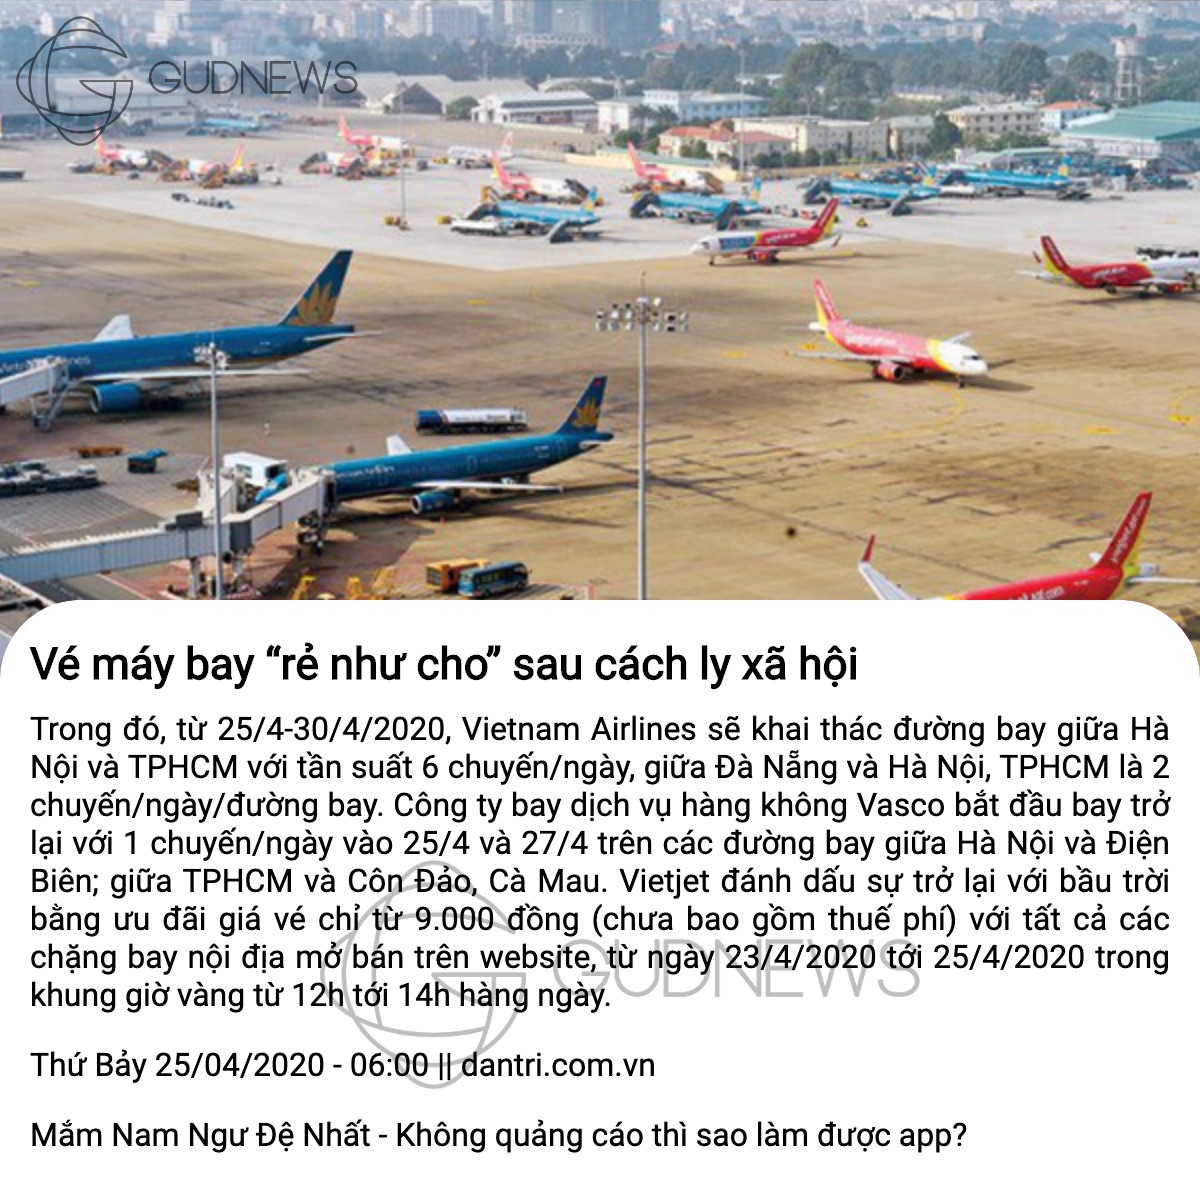 GUDNEWS
Vietnam Airlines
Vé máy bay “rẻ như cho” sau cách ly xã hội
Trong đó, từ 25/4-30/4/2020, Vietnam Airlines sẽ khai thác đường bay giữa Hà
Nội và TPHCM với tần suất 6 chuyến/ngày, giữa Đà Nẵng và Hà Nội, TPHCM là 2
chuyến/ngày/đường bay. Công ty bay dịch vụ hàng không Vasco bắt đầu bay trở
lại với 1 chuyến/ngày vào 25/4 và 27/4 trên các đường bay giữa Hà Nội và Điện
Biên; giữa TPHCM và Côn Đảo, Cà Mau. Vietjet đánh dấu sự trở lại với bầu trời
bằng ưu đãi giá vé chỉ từ 9.000 đồng (chưa bao gồm thuế phí) với tất cả các
chặng bay nội địa mở bán trên website, từ ngày 23/4/2020 tới 25/4/2020 trong
khung giờ vàng từ 12h tới 14h hàng ngày.
GUDNEWS
Thứ Bảy 25/04/2020 - 06:00 || dantri.com.vn
Mắm Nam Ngư Đệ Nhất - Không quảng cáo thì sao làm được app?